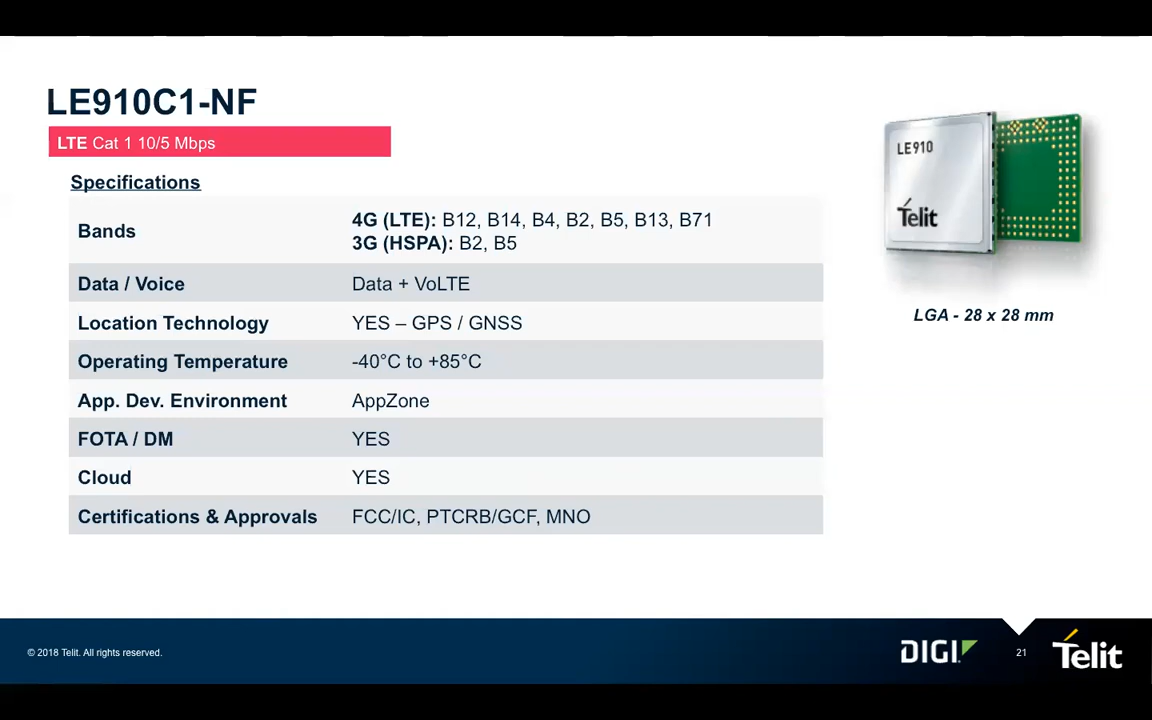 LE910C1-NF
LTE Cat 1 10/5 Mbps
Specifications
Bands
4G (LTE): B12, B14, B4, B2, B5, B13, B71
3G (HSPA): B2, B5
Data / Voice
Data + VoLTE
Location Technology
YES – GPS / GNSS
Operating Temperature
-40°C to +85°C
App. Dev. Environment
AppZone
FOTA / DM
YES
Cloud
YES
Certifications & Approvals
FCC/IC, PTCRB/GCF, MNO
LE910
Telit
LGA - 28 x 28 mm
© 2018 Telit. All rights reserved.
DIGI
21
Telit